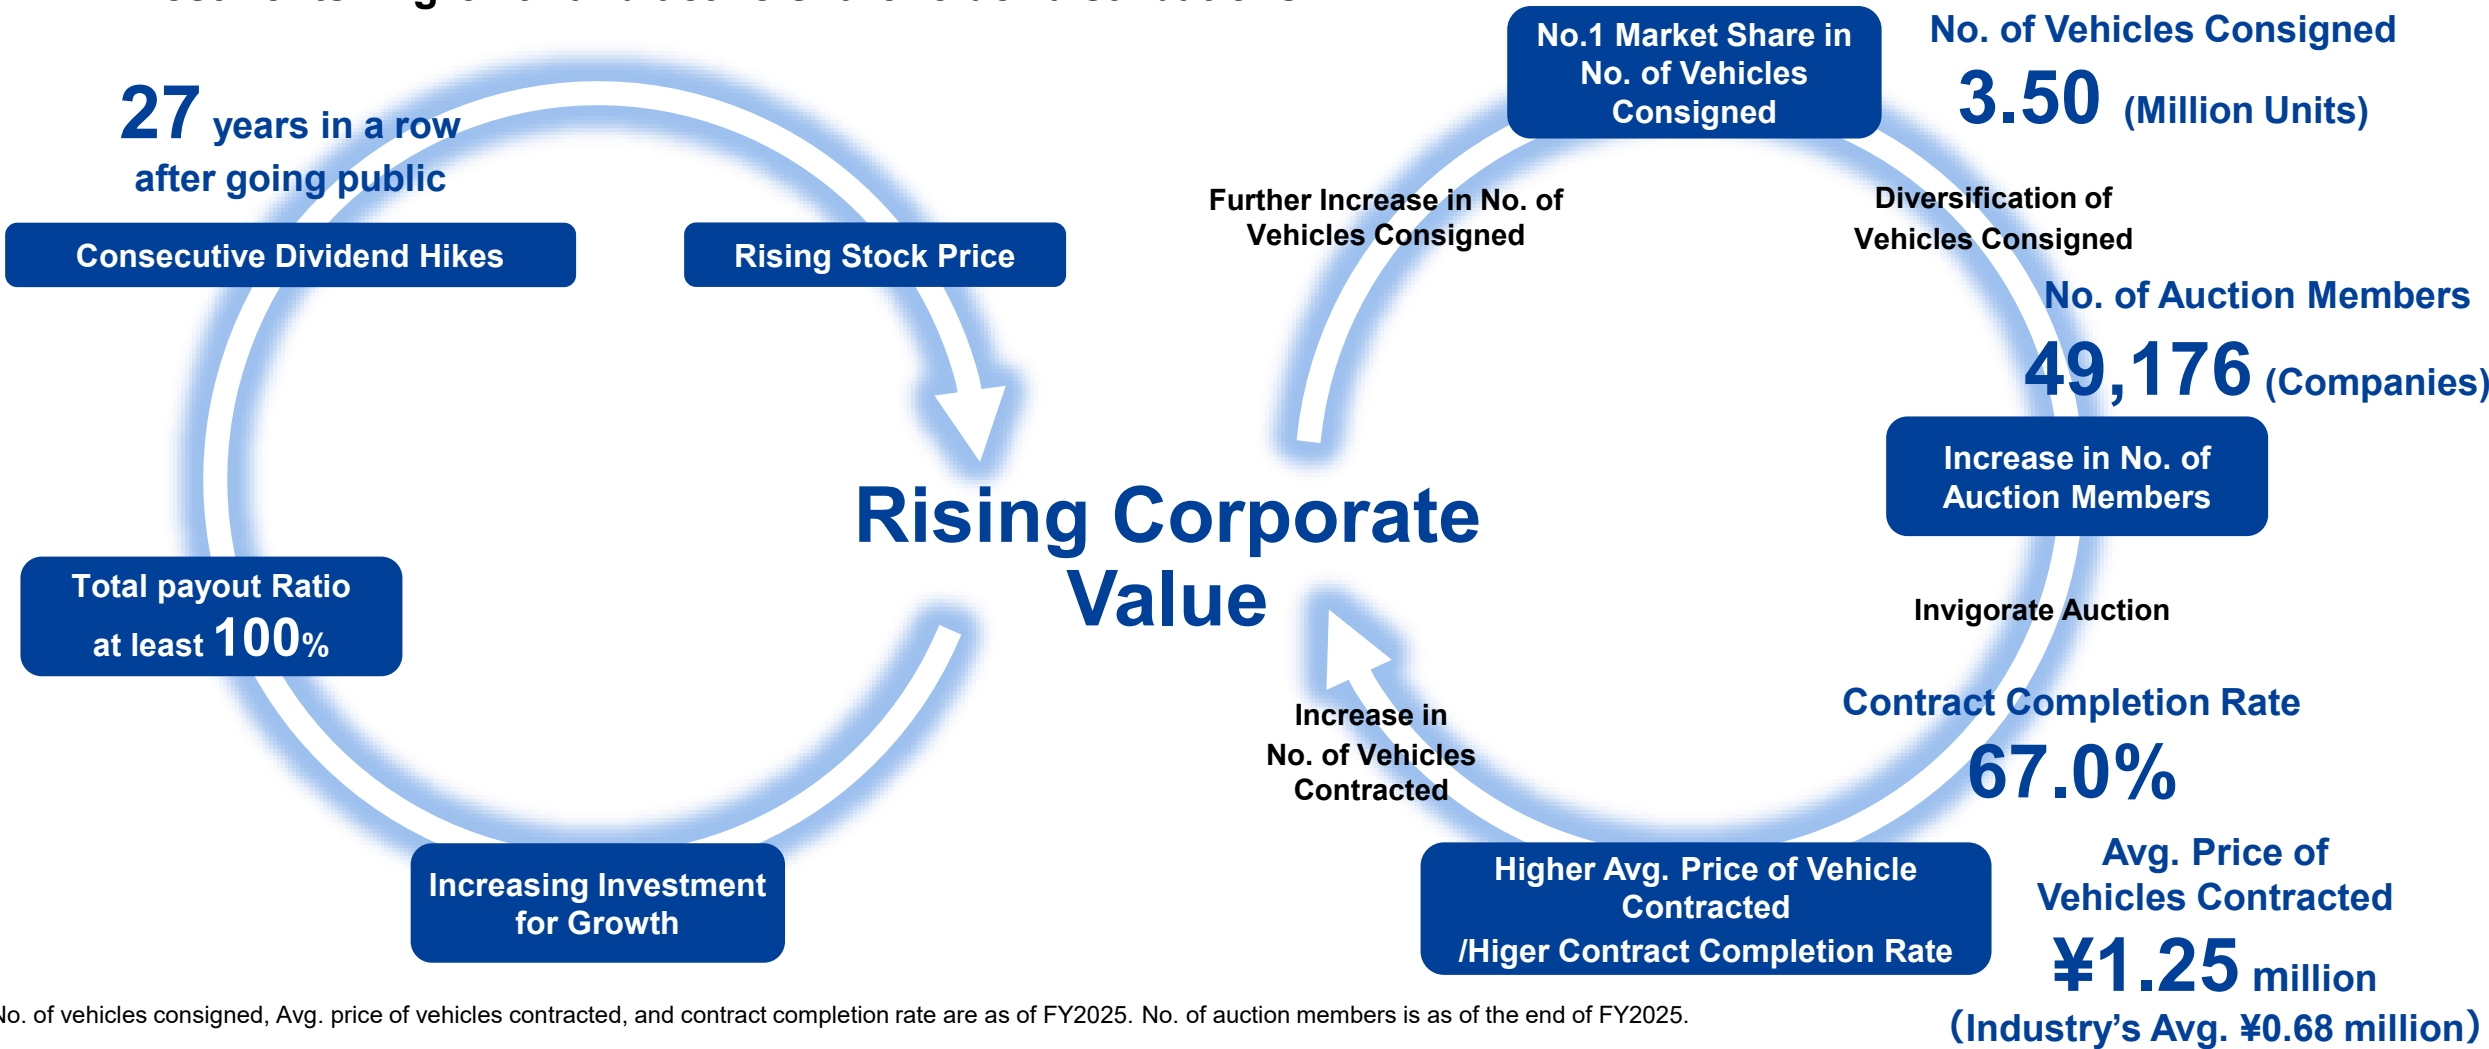 27 years in a row
after going public
Consecutive Dividend Hikes
Rising Stock Price
Total payout Ratio
at least 100%
Increasing Investment
for Growth
Rising Corporate
Value
No.1 Market Share in
No. of Vehicles
Consigned
No. of Vehicles Consigned
3.50 (Million Units)
Further Increase in No. of
Vehicles Consigned
Diversification of
Vehicles Consigned
No. of Auction Members
49,176 (Companies)
Increase in No. of
Auction Members
Invigorate Auction
Contract Completion Rate
67.0%
Increase in
No. of Vehicles
Contracted
Higher Avg. Price of Vehicle
Contracted
/Higer Contract Completion Rate
Avg. Price of
Vehicles Contracted
¥1.25 million
(Industry’s Avg. ¥0.68 million)
No. of vehicles consigned, Avg. price of vehicles contracted, and contract completion rate are as of FY2025. No. of auction members is as of the end of FY2025.